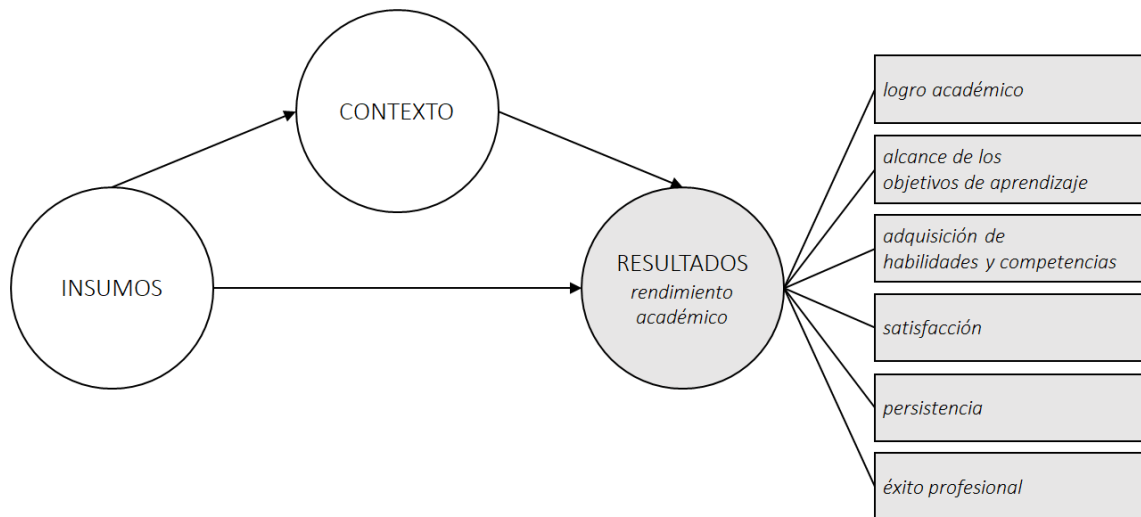 CONTEXTO
INSUMOS
RESULTADOS
rendimiento
académico
logro académico
alcance de los
objetivos de aprendizaje
adquisición de
habilidades y competencias
satisfacción
persistencia
éxito profesional